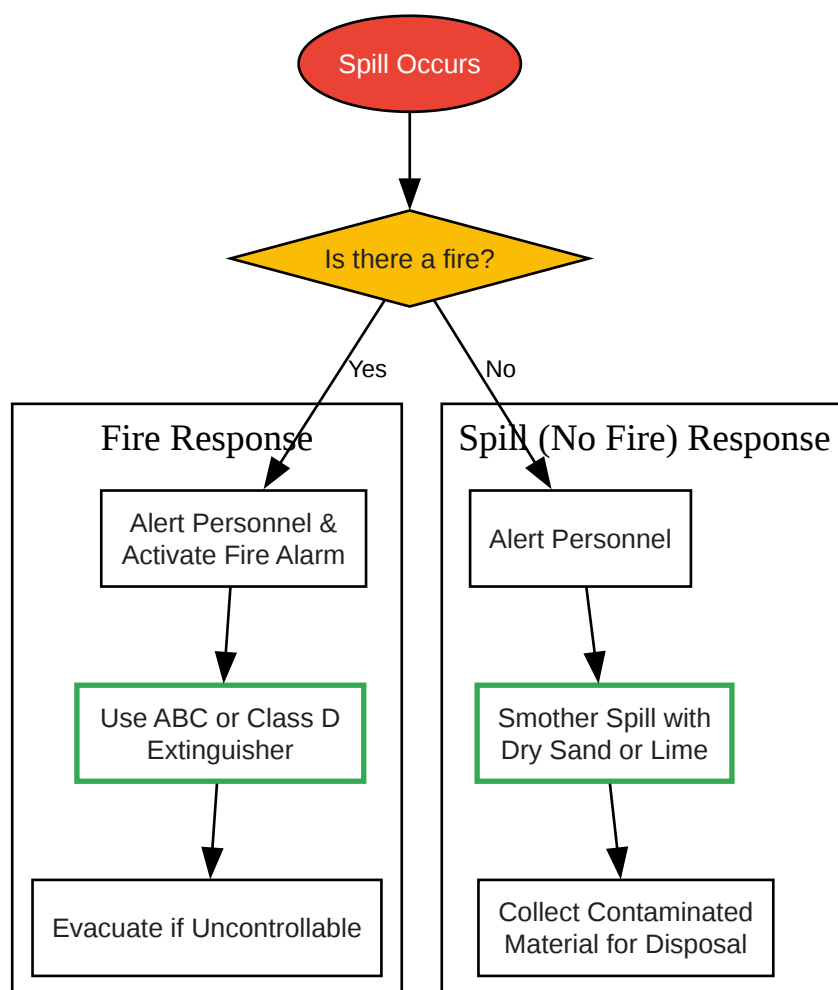 Spill Occurs
Is there a fire?
Yes
No
Fire Response
Alert Personnel &
Activate Fire Alarm
Use ABC or Class D
Extinguisher
Evacuate if Uncontrollable
Spill (No Fire) Response
Alert Personnel
Smother Spill with
Dry Sand or Lime
Collect Contaminated
Material for Disposal